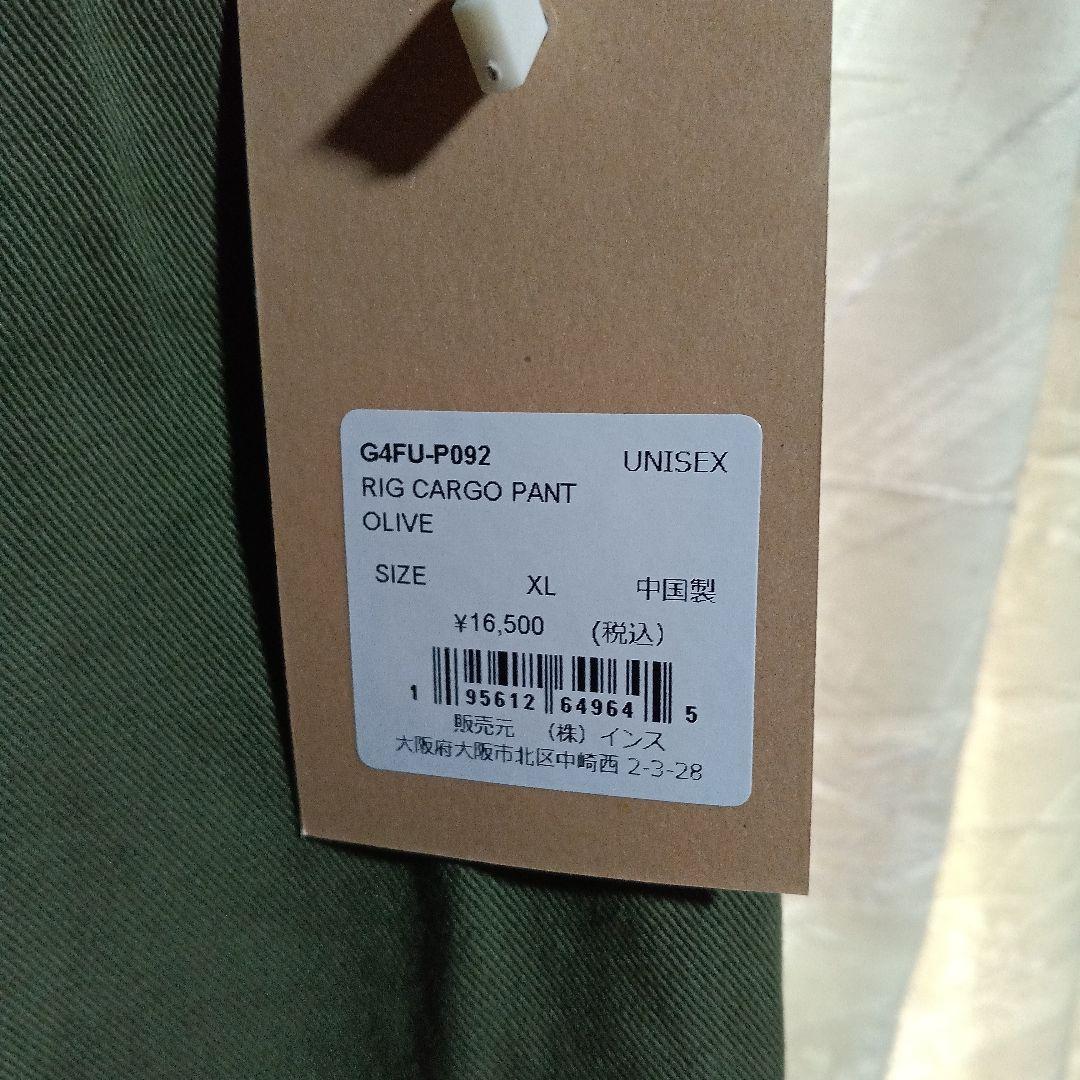 G4FU-P092 UNISEX
RIG CARGO PANT
OLIVE
SIZE XL 中国製
¥16,500 (税込)
1 95612 64964 5
販売元 (株)インス
大阪府大阪市北区中崎西 2-3-28